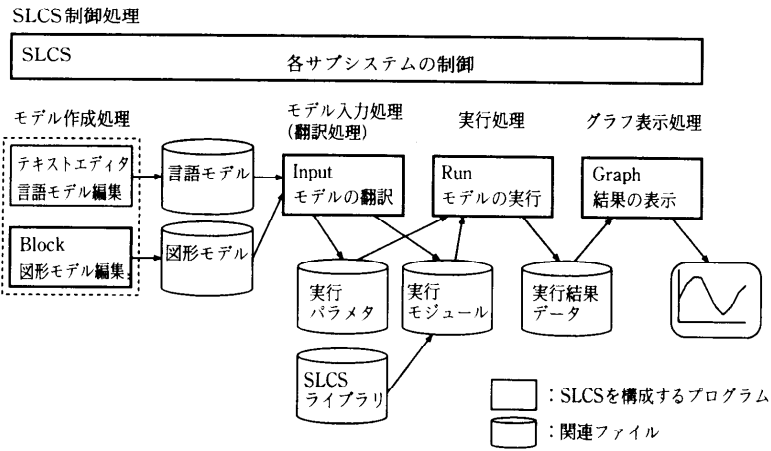 SLCS制御処理
SLCS
各サブシステムの制御
モデル作成処理
モデル入力処理
(翻訳処理)
実行処理
グラフ表示処理
テキストエディタ
言語モデル編集
言語モデル
Input
モデルの翻訳
Run
モデルの実行
Graph
結果の表示
Block
図形モデル編集
図形モデル
実行
パラメタ
実行
モジュール
実行結果
データ
SLCS
ライブラリ
:SLCSを構成するプログラム
:関連ファイル